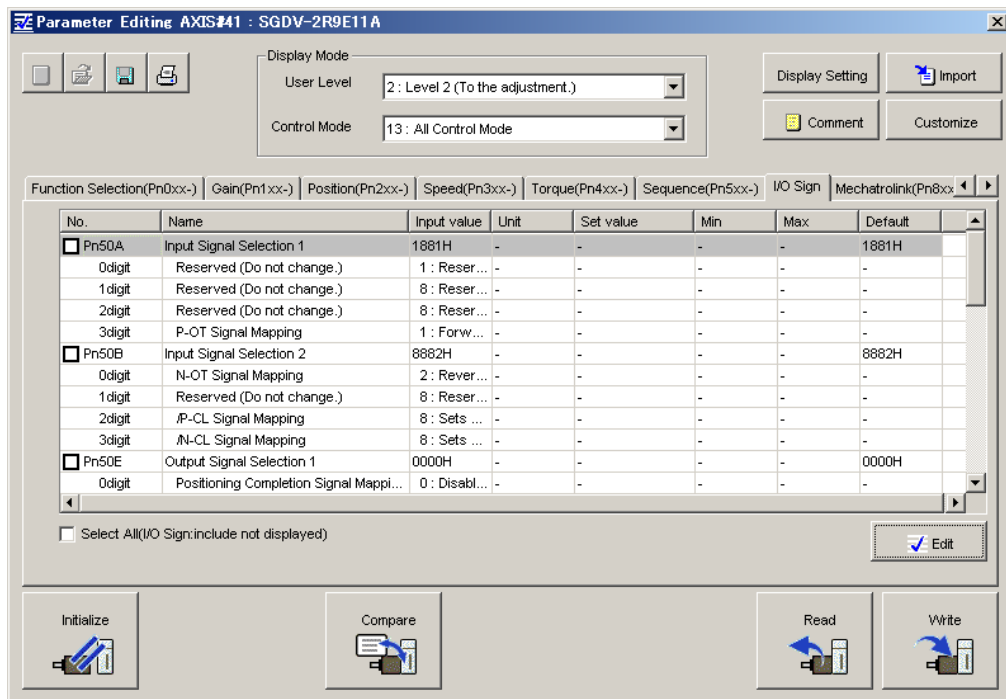 Parameter Editing AXIS#41 : SGDV-2R9E11A
Display Mode
User Level 2 : Level 2 (To the adjustment.)
Control Mode 13 : All Control Mode
Display Setting Import
Comment Customize
Function Selection(Pn0xx-) Gain(Pn1xx-) Position(Pn2xx-) Speed(Pn3xx-) Torque(Pn4xx-) Sequence(Pn5xx-) I/O Sign Mechatrolink(Pn8xx
No. Name Input value Unit Set value Min Max Default
Pn50A Input Signal Selection 1 1881H - - - - 1881H
0digit Reserved (Do not change.) 1 : Reser... - - - - -
1digit Reserved (Do not change.) 8 : Reser... - - - - -
2digit Reserved (Do not change.) 8 : Reser... - - - - -
3digit P-OT Signal Mapping 1 : Forw... - - - - -
Pn50B Input Signal Selection 2 8882H - - - - 8882H
0digit N-OT Signal Mapping 2 : Rever... - - - - -
1digit Reserved (Do not change.) 8 : Reser... - - - - -
2digit /P-CL Signal Mapping 8 : Sets ... - - - - -
3digit /N-CL Signal Mapping 8 : Sets ... - - - - -
Pn50E Output Signal Selection 1 0000H - - - - 0000H
0digit Positioning Completion Signal Mappi... 0 : Disabl... - - - - -
Select All(I/O Sign:include not displayed)
Edit
Initialize Compare Read Write